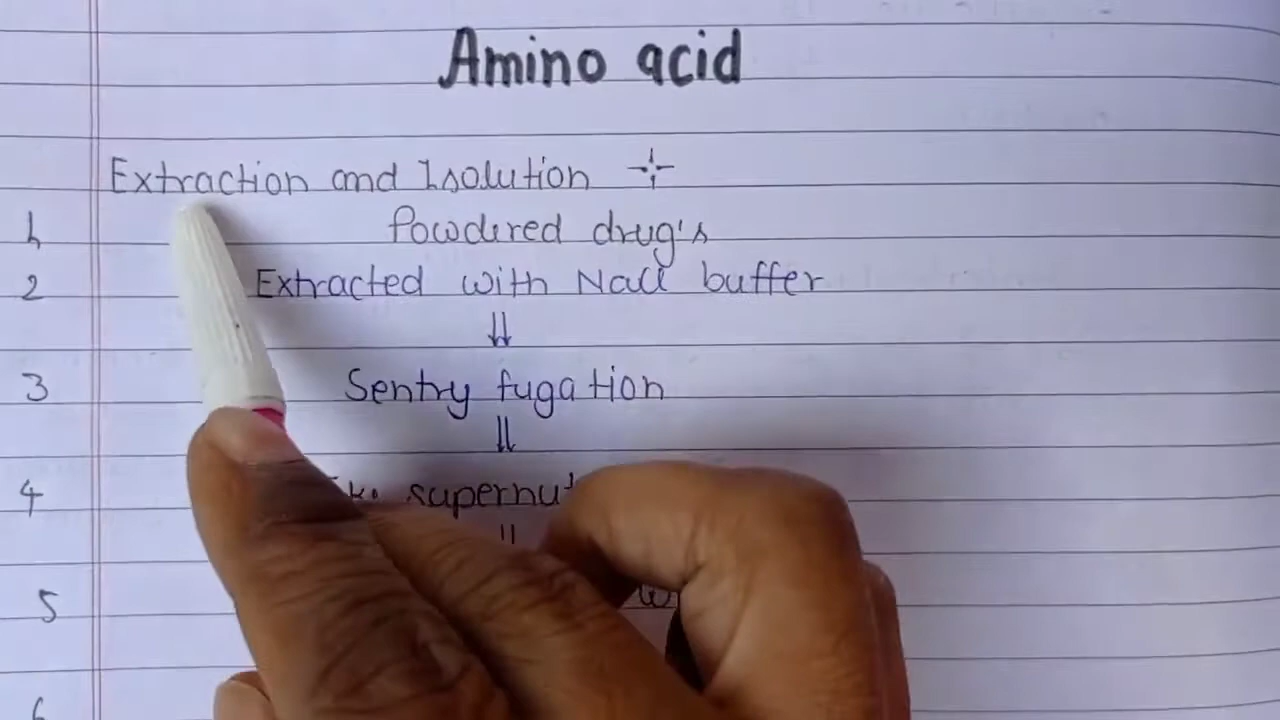 Amino acid
Extraction and Isolution
1 Powdered drug's
2 Extracted with Nacl buffer
3 Sentry fugation
4
5
6